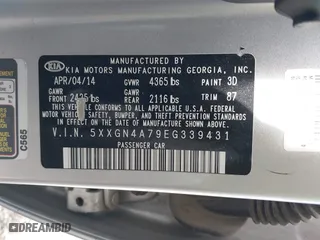 MANUFACTURED BY
KIA KIA MOTORS MANUFACTURING GEORGIA, INC.
APR/04/14 GVWR 4365 lbs PAINT 3D
GAWR FRONT 2425 lbs GAWR REAR 2116 lbs TRIM 87
THIS VEHICLE CONFORMS TO ALL APPLICABLE U.S. FEDERAL
MOTOR VEHICLE SAFETY, BUMPER, AND THEFT PREVENTION
STANDARDS IN EFFECT ON THE DATE OF MANUFACTURE SHOWN ABOVE.
V.I.N. 5XXGN4A79EG339431
PASSENGER CAR
C565